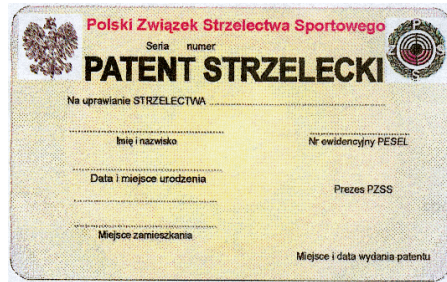 Polski Związek Strzelectwa Sportowego
Seria numer
PATENT STRZELECKI
Na uprawianie STRZELECTWA
Imię i nazwisko
Nr ewidencyjny PESEL
Data i miejsce urodzenia
Prezes PZSS
Miejsce zamieszkania
Miejsce i data wydania patentu